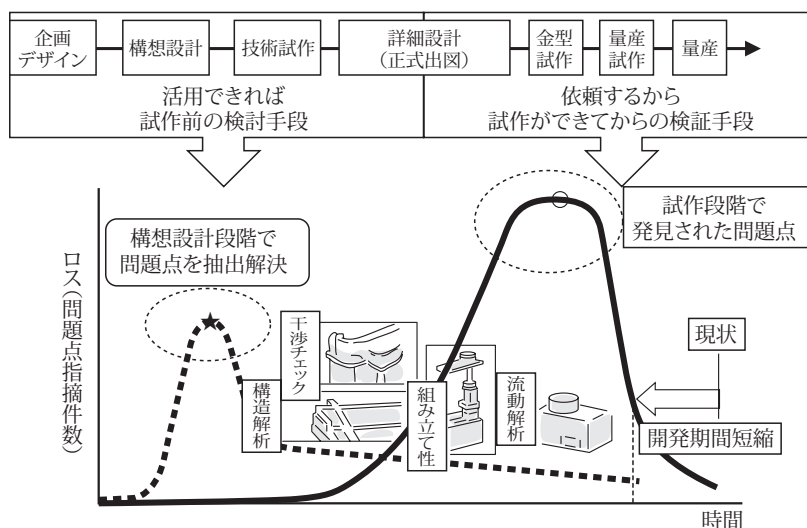 企画
デザイン
構想設計
技術試作
詳細設計
（正式出図）
金型
試作
量産
試作
量産
活用できれば
試作前の検討手段
依頼するから
試作ができてからの検証手段
構想設計段階で
問題点を抽出解決
試作段階で
発見された問題点
ロス（問題点指摘件数）
干渉チェック
構造解析
組み立て性
流動解析
現状
開発期間短縮
時間